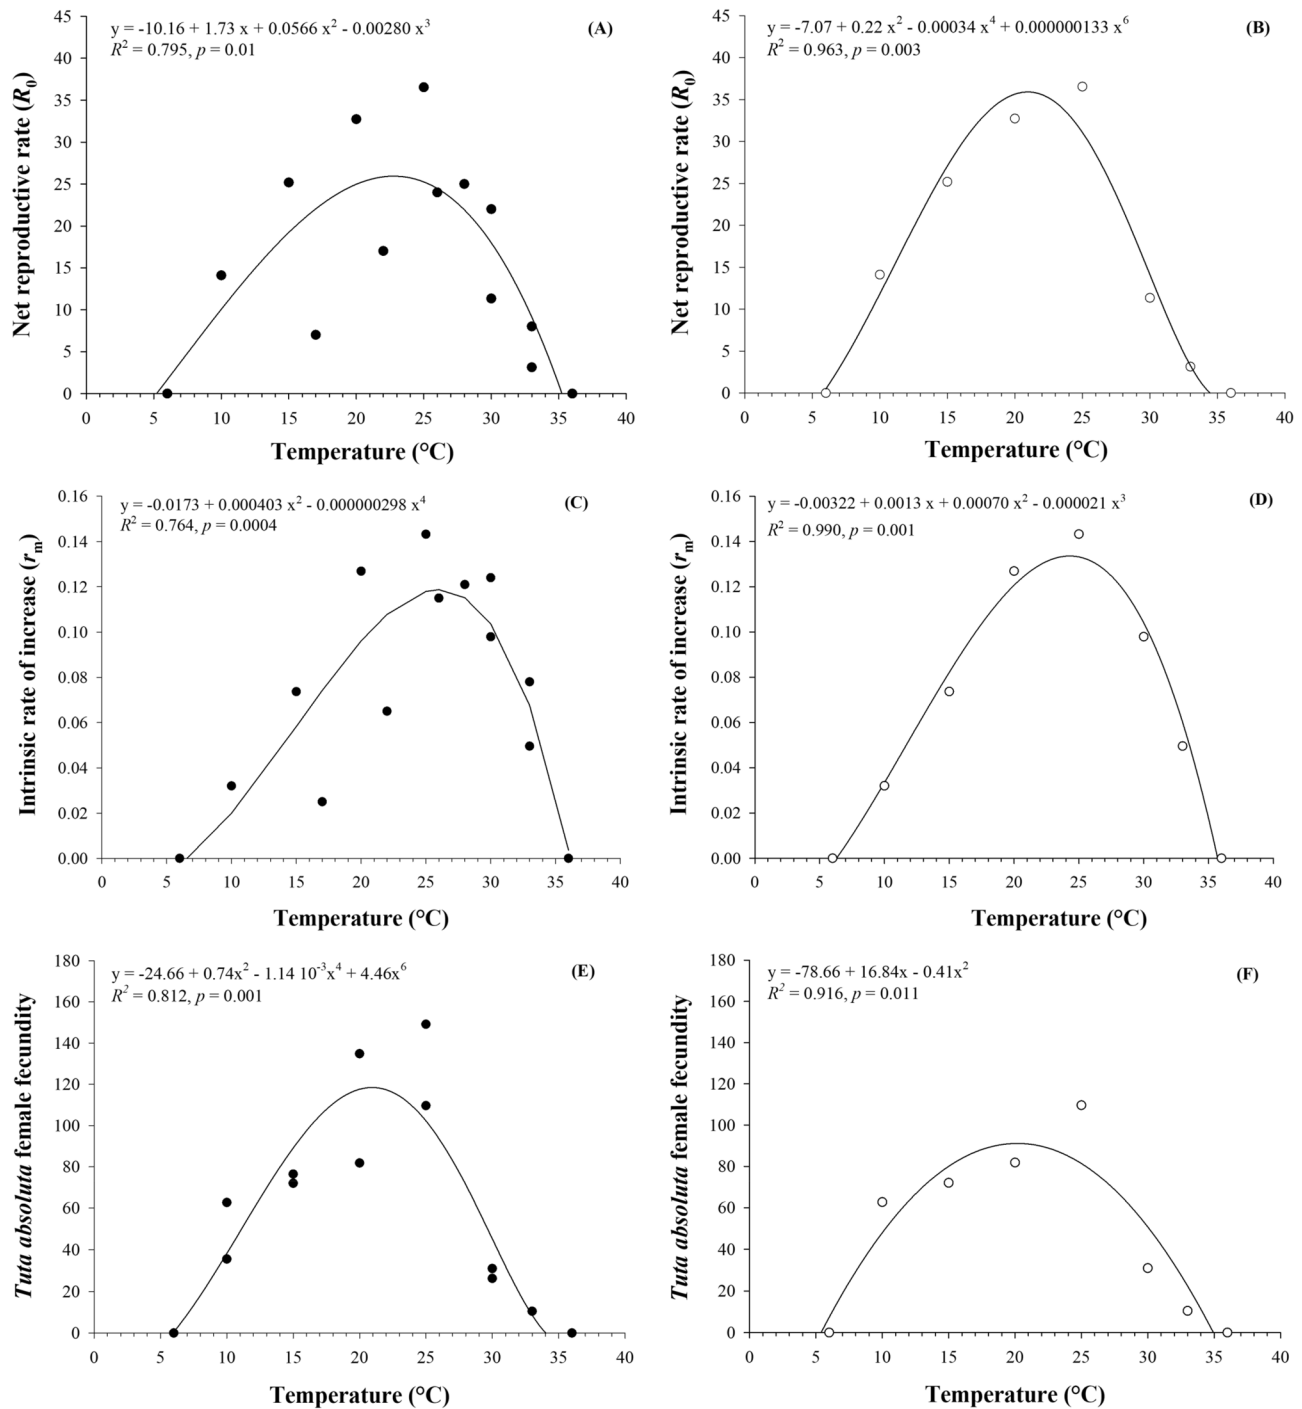 y = -10.16 + 1.73 x + 0.0566 x² - 0.00280 x³
R² = 0.795, p = 0.01
(A)
Net reproductive rate (R₀)
45
40
35
30
25
20
15
10
5
0
0 5 10 15 20 25 30 35 40
Temperature (°C)
y = -7.07 + 0.22 x² - 0.00034 x⁴ + 0.000000133 x⁶
R² = 0.963, p = 0.003
(B)
Net reproductive rate (R₀)
45
40
35
30
25
20
15
10
5
0
0 5 10 15 20 25 30 35 40
Temperature (°C)
y = -0.0173 + 0.000403 x² - 0.000000298 x⁴
R² = 0.764, p = 0.0004
(C)
Intrinsic rate of increase (rₘ)
0.16
0.14
0.12
0.10
0.08
0.06
0.04
0.02
0.00
0 5 10 15 20 25 30 35 40
Temperature (°C)
y = -0.00322 + 0.0013 x + 0.00070 x² - 0.000021 x³
R² = 0.990, p = 0.001
(D)
Intrinsic rate of increase (rₘ)
0.16
0.14
0.12
0.10
0.08
0.06
0.04
0.02
0.00
0 5 10 15 20 25 30 35 40
Temperature (°C)
y = -24.66 + 0.74x² - 1.14 10⁻³x⁴ + 4.46x⁶
R² = 0.812, p = 0.001
(E)
Tuta absoluta female fecundity
180
160
140
120
100
80
60
40
20
0
0 5 10 15 20 25 30 35 40
Temperature (°C)
y = -78.66 + 16.84x - 0.41x²
R² = 0.916, p = 0.011
(F)
Tuta absoluta female fecundity
180
160
140
120
100
80
60
40
20
0
0 5 10 15 20 25 30 35 40
Temperature (°C)